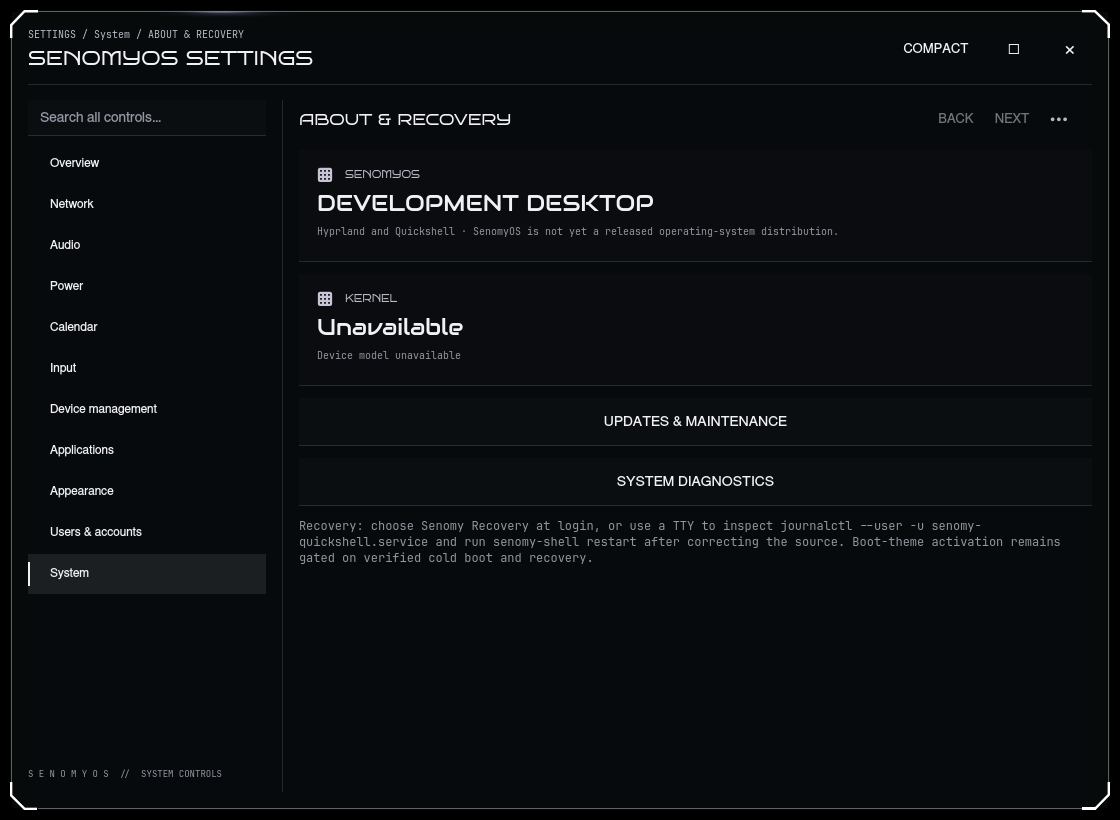 SETTINGS / System / ABOUT & RECOVERY
SENOMYOS SETTINGS
COMPACT
Search all controls...
Overview
Network
Audio
Power
Calendar
Input
Device management
Applications
Appearance
Users & accounts
System
SENOMYOS // SYSTEM CONTROLS
ABOUT & RECOVERY
BACK
NEXT
SENOMYOS
DEVELOPMENT DESKTOP
Hyprland and Quickshell · SenomyOS is not yet a released operating-system distribution.
KERNEL
Unavailable
Device model unavailable
UPDATES & MAINTENANCE
SYSTEM DIAGNOSTICS
Recovery: choose Senomy Recovery at login, or use a TTY to inspect journalctl --user -u senomy-
quickshell.service and run senomy-shell restart after correcting the source. Boot-theme activation remains
gated on verified cold boot and recovery.